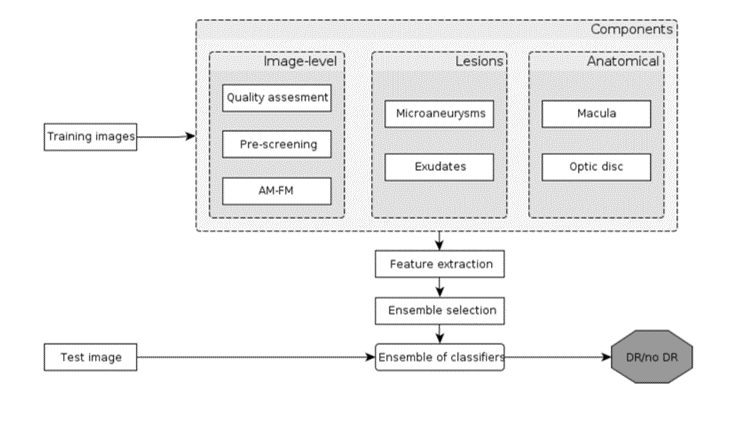 Components
Image-level
Lesions
Anatomical
Quality assesment
Microaneurysms
Macula
Training images
Pre-screening
Exudates
Optic disc
AM-FM
Feature extraction
Ensemble selection
Test image
Ensemble of classifiers
DR/no DR